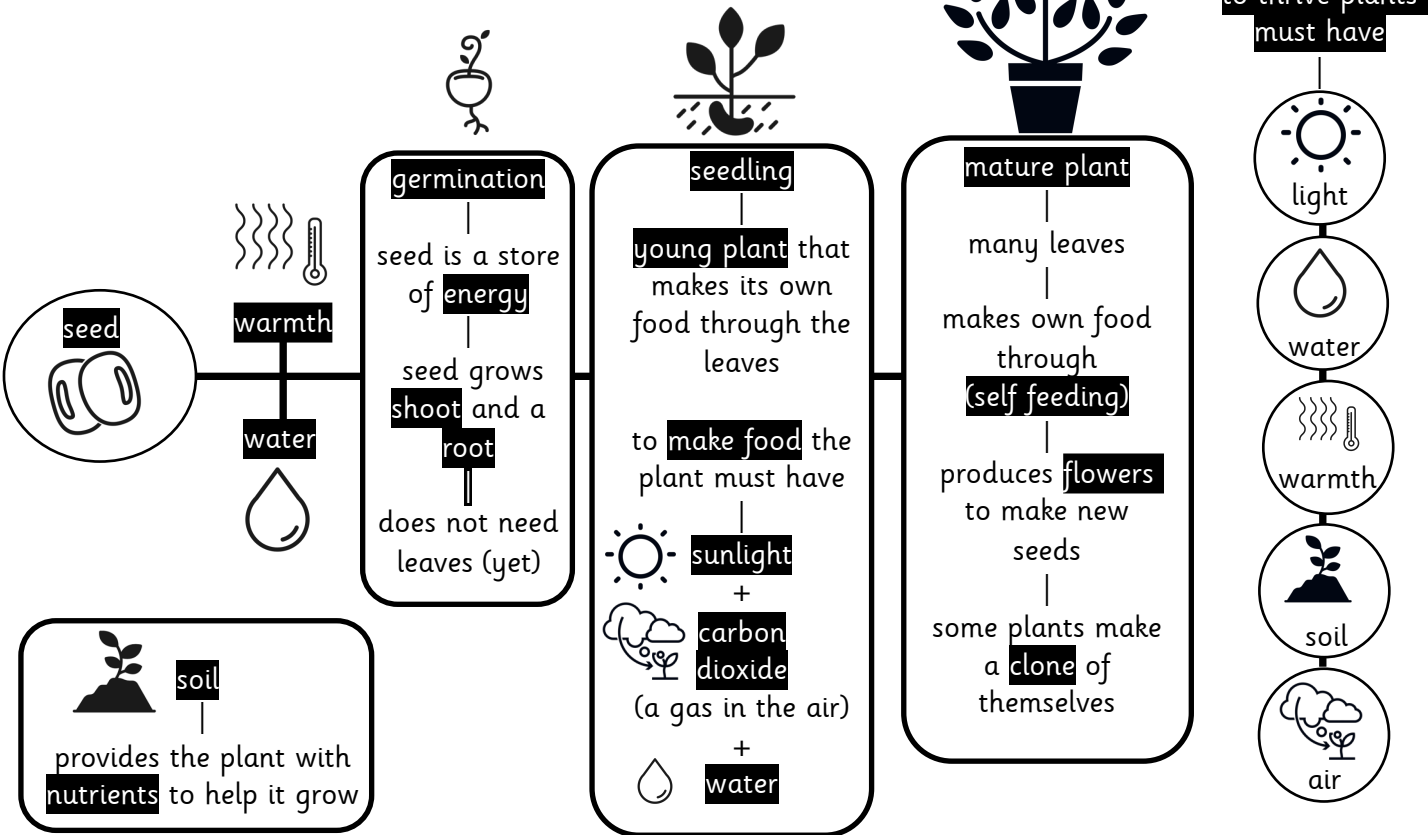 seed
warmth
water
germination
seed is a store
of energy
seed grows
shoot and a
root
does not need
leaves (yet)
soil
provides the plant with
nutrients to help it grow
seedling
young plant that
makes its own
food through the
leaves
to make food the
plant must have
sunlight
+
carbon
dioxide
(a gas in the air)
+
water
mature plant
many leaves
makes own food
through
(self feeding)
produces flowers
to make new
seeds
some plants make
a clone of
themselves
to thrive plants
must have
light
water
warmth
soil
air